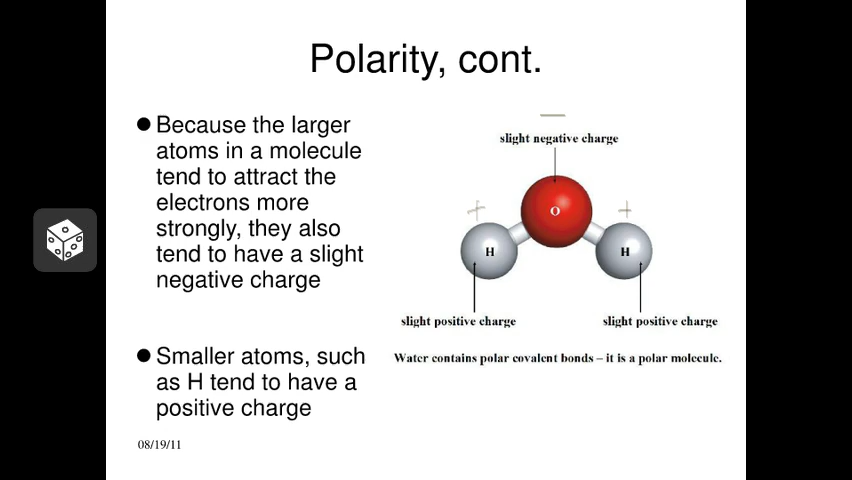 Polarity, cont.
● Because the larger
atoms in a molecule
tend to attract the
electrons more
strongly, they also
tend to have a slight
negative charge
● Smaller atoms, such
as H tend to have a
positive charge
08/19/11
—
slight negative charge
+
+
O
H
H
slight positive charge
slight positive charge
Water contains polar covalent bonds – it is a polar molecule.